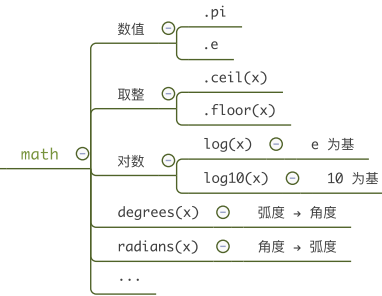 math
数值
.pi
.e
取整
.ceil(x)
.floor(x)
对数
log(x) e 为基
log10(x) 10 为基
degrees(x) 弧度 → 角度
radians(x) 角度 → 弧度
...